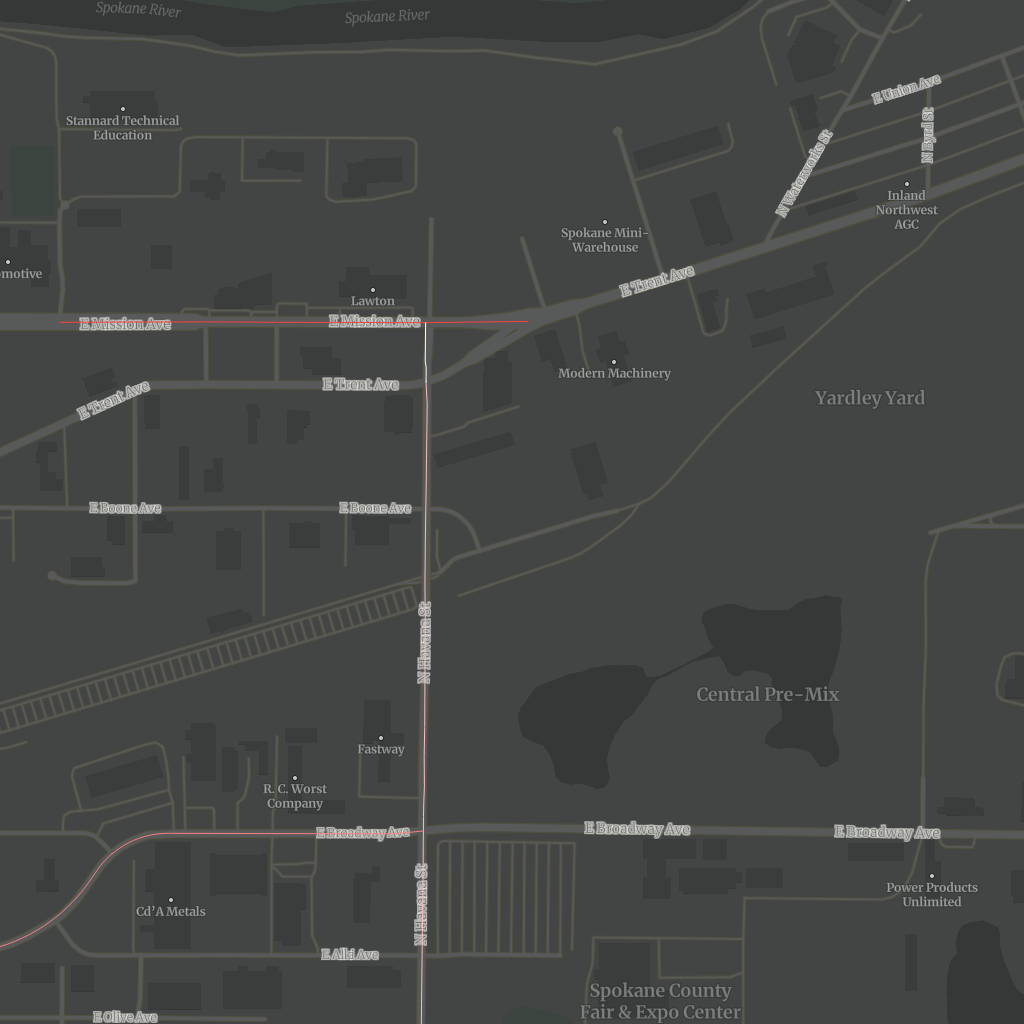 Spokane River
Spokane River
E Union Ave
Stannard Technical
Education
N Byrd St
N Waterworks St
Inland
Northwest
AGC
Spokane Mini-
Warehouse
omotive
E Trent Ave
Lawton
E Mission Ave
E Mission Ave
Modern Machinery
E Trent Ave
E Trent Ave
Yardley Yard
E Boone Ave
E Boone Ave
N Havana St
Central Pre-Mix
Fastway
R. C. Worst
Company
E Broadway Ave
E Broadway Ave
E Broadway Ave
N Havana St
Power Products
Unlimited
Cd'A Metals
E Alki Ave
Spokane County
Fair & Expo Center
E Olive Ave